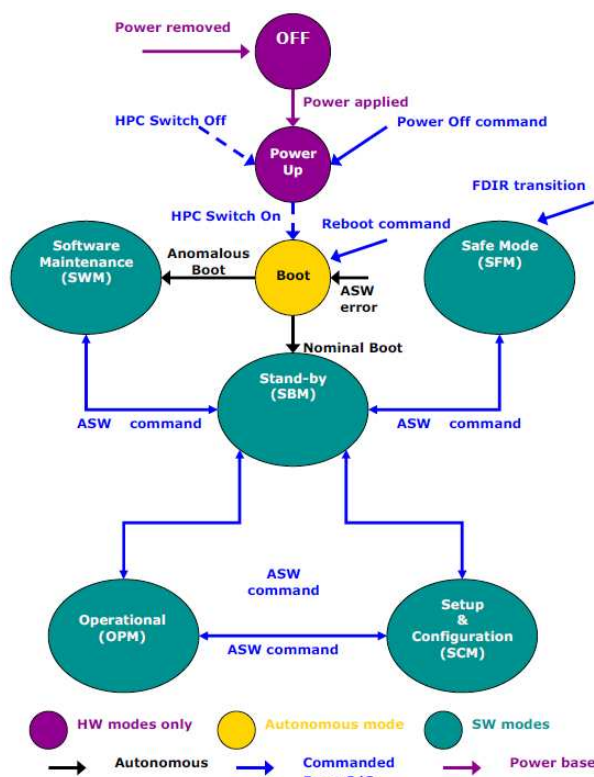 OFF
Power removed
Power applied
HPC Switch Off
Power Off command
Power
Up
FDIR transition
HPC Switch On
Reboot command
Software
Maintenance
(SWM)
Anomalous
Boot
Boot
ASW
error
Safe Mode
(SFM)
Nominal Boot
Stand-by
(SBM)
ASW command
ASW command
ASW
command
Operational
(OPM)
ASW command
Setup
&
Configuration
(SCM)
HW modes only
Autonomous mode
SW modes
Autonomous
Commanded
Power base